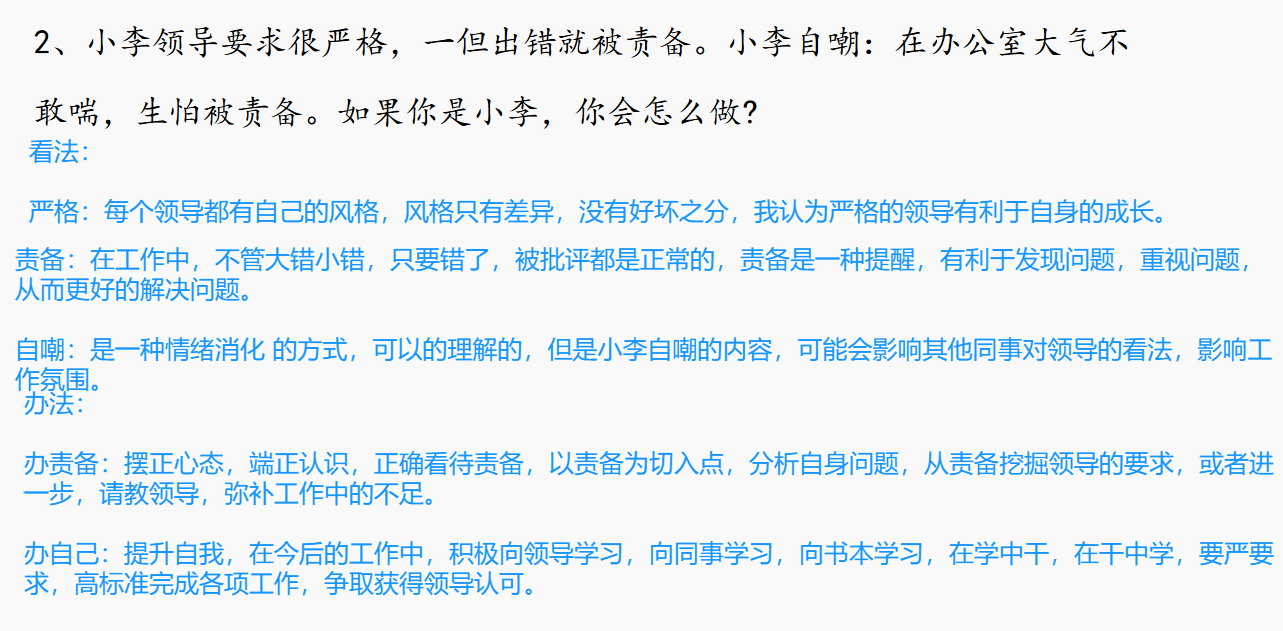 2、小李领导要求很严格，一但出错就被责备。小李自嘲：在办公室大气不
敢喘，生怕被责备。如果你是小李，你会怎么做?
看法：
严格：每个领导都有自己的风格，风格只有差异，没有好坏之分，我认为严格的领导有利于自身的成长。
责备：在工作中，不管大错小错，只要错了，被批评都是正常的，责备是一种提醒，有利于发现问题，重视问题，
从而更好的解决问题。
自嘲：是一种情绪消化 的方式，可以的理解的，但是小李自嘲的内容，可能会影响其他同事对领导的看法，影响工
作氛围。
办法：
办责备：摆正心态，端正认识，正确看待责备，以责备为切入点，分析自身问题，从责备挖掘领导的要求，或者进
一步，请教领导，弥补工作中的不足。
办自己：提升自我，在今后的工作中，积极向领导学习，向同事学习，向书本学习，在学中干，在干中学，要严要
求，高标准完成各项工作，争取获得领导认可。